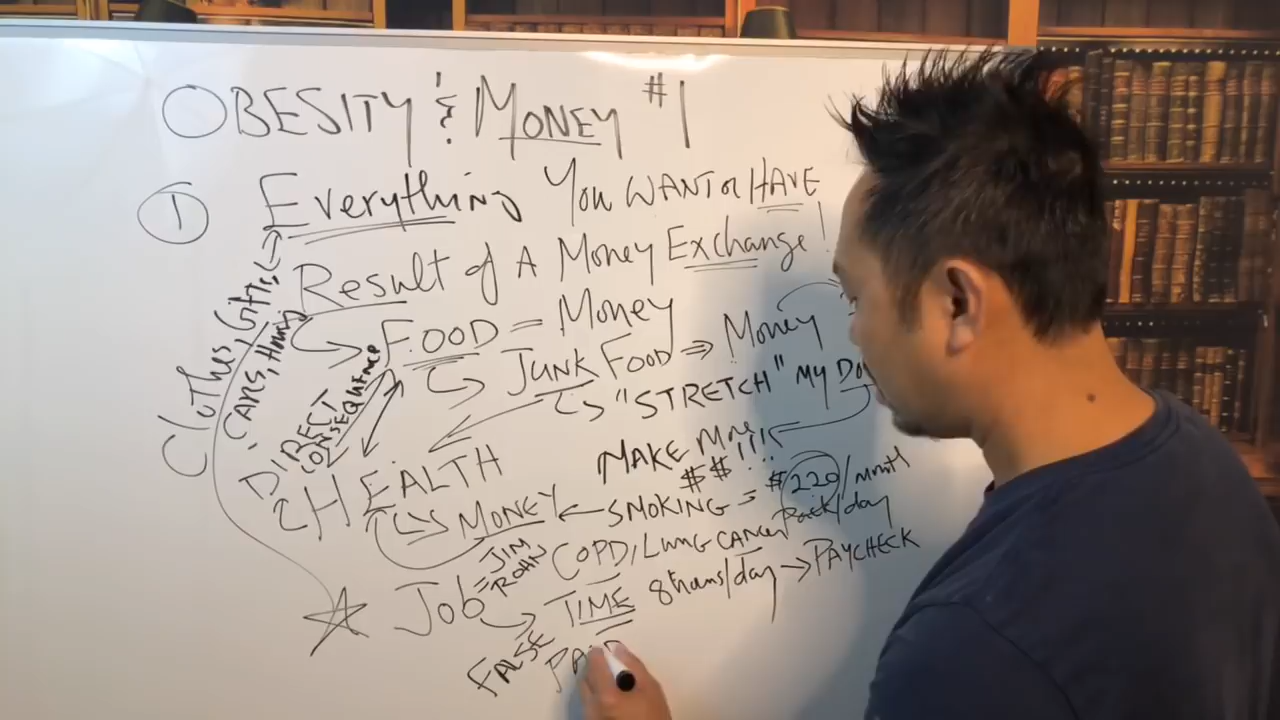 OBESITY & MONEY #1
① Everything YOU WANT or HAVE
Result of A Money Exchange!
Clothes, Gifts,
CARS, Homes
FOOD = Money
JUNK FOOD ⇒ Money
"STRETCH" MY
DIRECT
CONSEQUENCE
MAKE More
$$!!!
HEALTH
MONEY ← SMOKING = $220/month
Pack/day
COPD, LUNG CANCER
JOB = JIM
ROHN
TIME 8 hours/day → PAYCHECK
FALSE
PAID